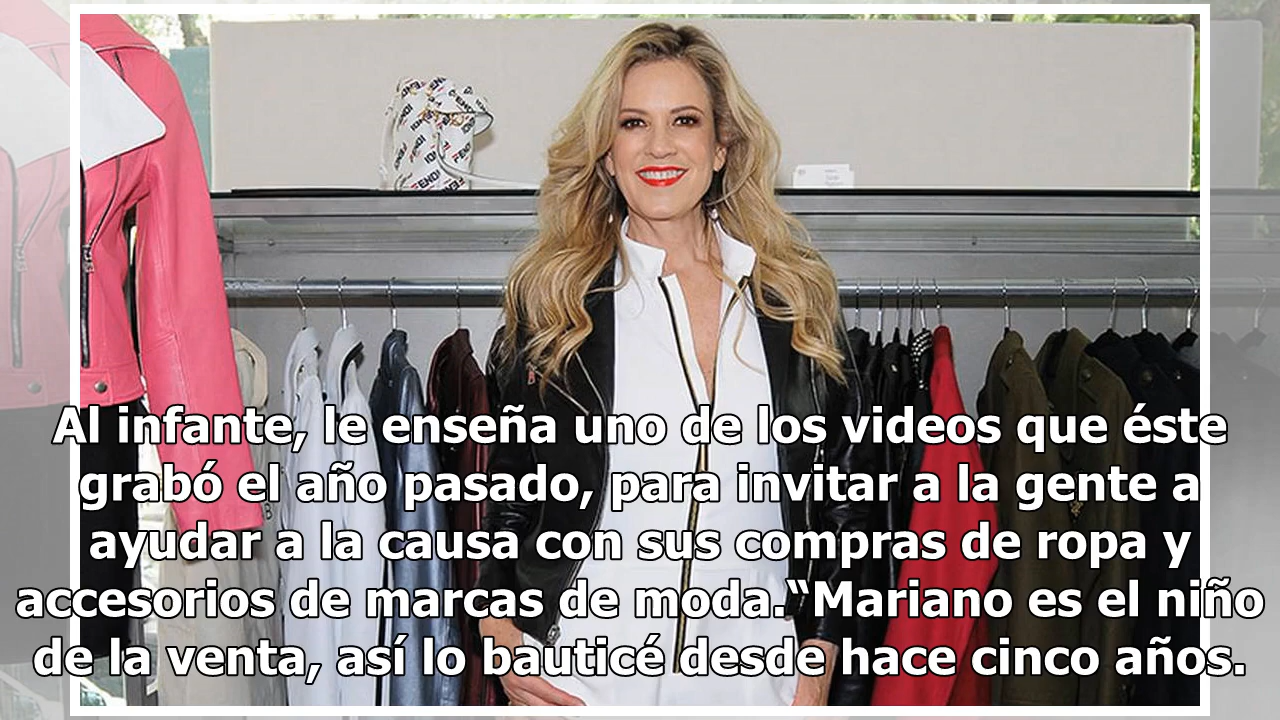 FENDI
Al infante, le enseña uno de los videos que éste
grabó el año pasado, para invitar a la gente a
ayudar a la causa con sus compras de ropa y
accesorios de marcas de moda.“Mariano es el niño
de la venta, así lo bauticé desde hace cinco años.